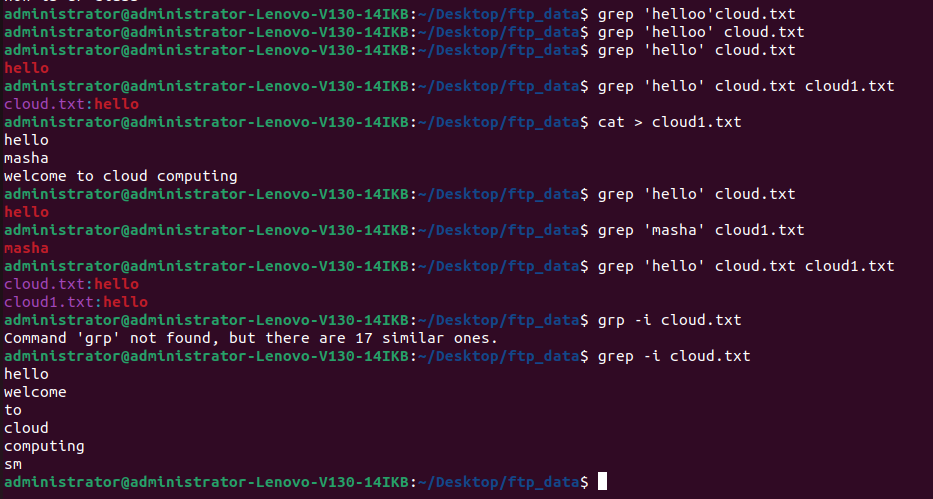 administrator@administrator-Lenovo-V130-14IKB:~/Desktop/ftp_data$ grep 'helloo'cloud.txt
administrator@administrator-Lenovo-V130-14IKB:~/Desktop/ftp_data$ grep 'helloo' cloud.txt
administrator@administrator-Lenovo-V130-14IKB:~/Desktop/ftp_data$ grep 'hello' cloud.txt
hello
administrator@administrator-Lenovo-V130-14IKB:~/Desktop/ftp_data$ grep 'hello' cloud.txt cloud1.txt
cloud.txt:hello
administrator@administrator-Lenovo-V130-14IKB:~/Desktop/ftp_data$ cat > cloud1.txt
hello
masha
welcome to cloud computing
administrator@administrator-Lenovo-V130-14IKB:~/Desktop/ftp_data$ grep 'hello' cloud.txt
hello
administrator@administrator-Lenovo-V130-14IKB:~/Desktop/ftp_data$ grep 'masha' cloud1.txt
masha
administrator@administrator-Lenovo-V130-14IKB:~/Desktop/ftp_data$ grep 'hello' cloud.txt cloud1.txt
cloud.txt:hello
cloud1.txt:hello
administrator@administrator-Lenovo-V130-14IKB:~/Desktop/ftp_data$ grp -i cloud.txt
Command 'grp' not found, but there are 17 similar ones.
administrator@administrator-Lenovo-V130-14IKB:~/Desktop/ftp_data$ grep -i cloud.txt
hello
welcome
to
cloud
computing
sm
administrator@administrator-Lenovo-V130-14IKB:~/Desktop/ftp_data$